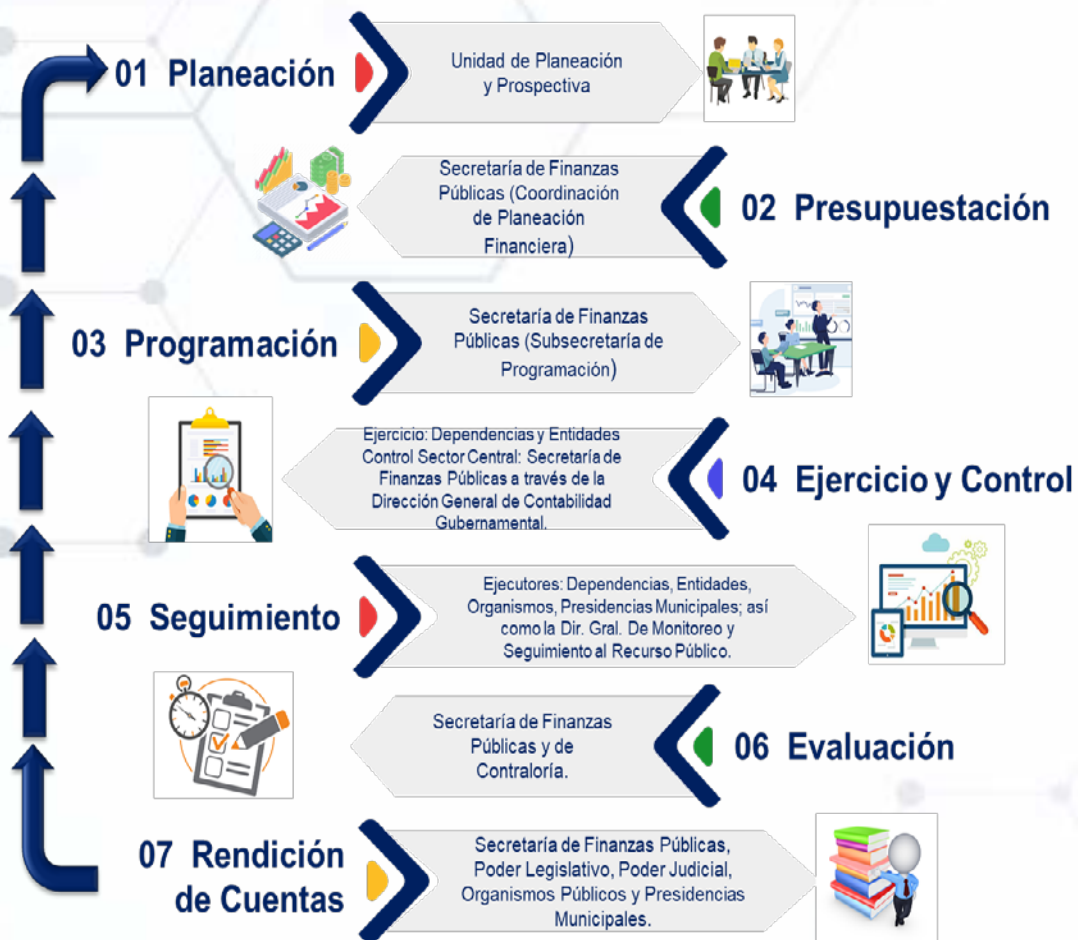 01 Planeación
Unidad de Planeación
y Prospectiva
Secretaría de Finanzas
Públicas (Coordinación
de Planeación
Financiera)
02 Presupuestación
03 Programación
Secretaría de Finanzas
Públicas (Subsecretaría de
Programación)
Ejercicio: Dependencias y Entidades
Control Sector Central: Secretaría de
Finanzas Públicas a través de la
Dirección General de Contabilidad
Gubernamental.
04 Ejercicio y Control
05 Seguimiento
Ejecutores: Dependencias, Entidades,
Organismos, Presidencias Municipales; así
como la Dir. Gral. De Monitoreo y
Seguimiento al Recurso Público.
Secretaría de Finanzas
Públicas y de
Contraloría.
06 Evaluación
07 Rendición
de Cuentas
Secretaría de Finanzas Públicas,
Poder Legislativo, Poder Judicial,
Organismos Públicos y Presidencias
Municipales.